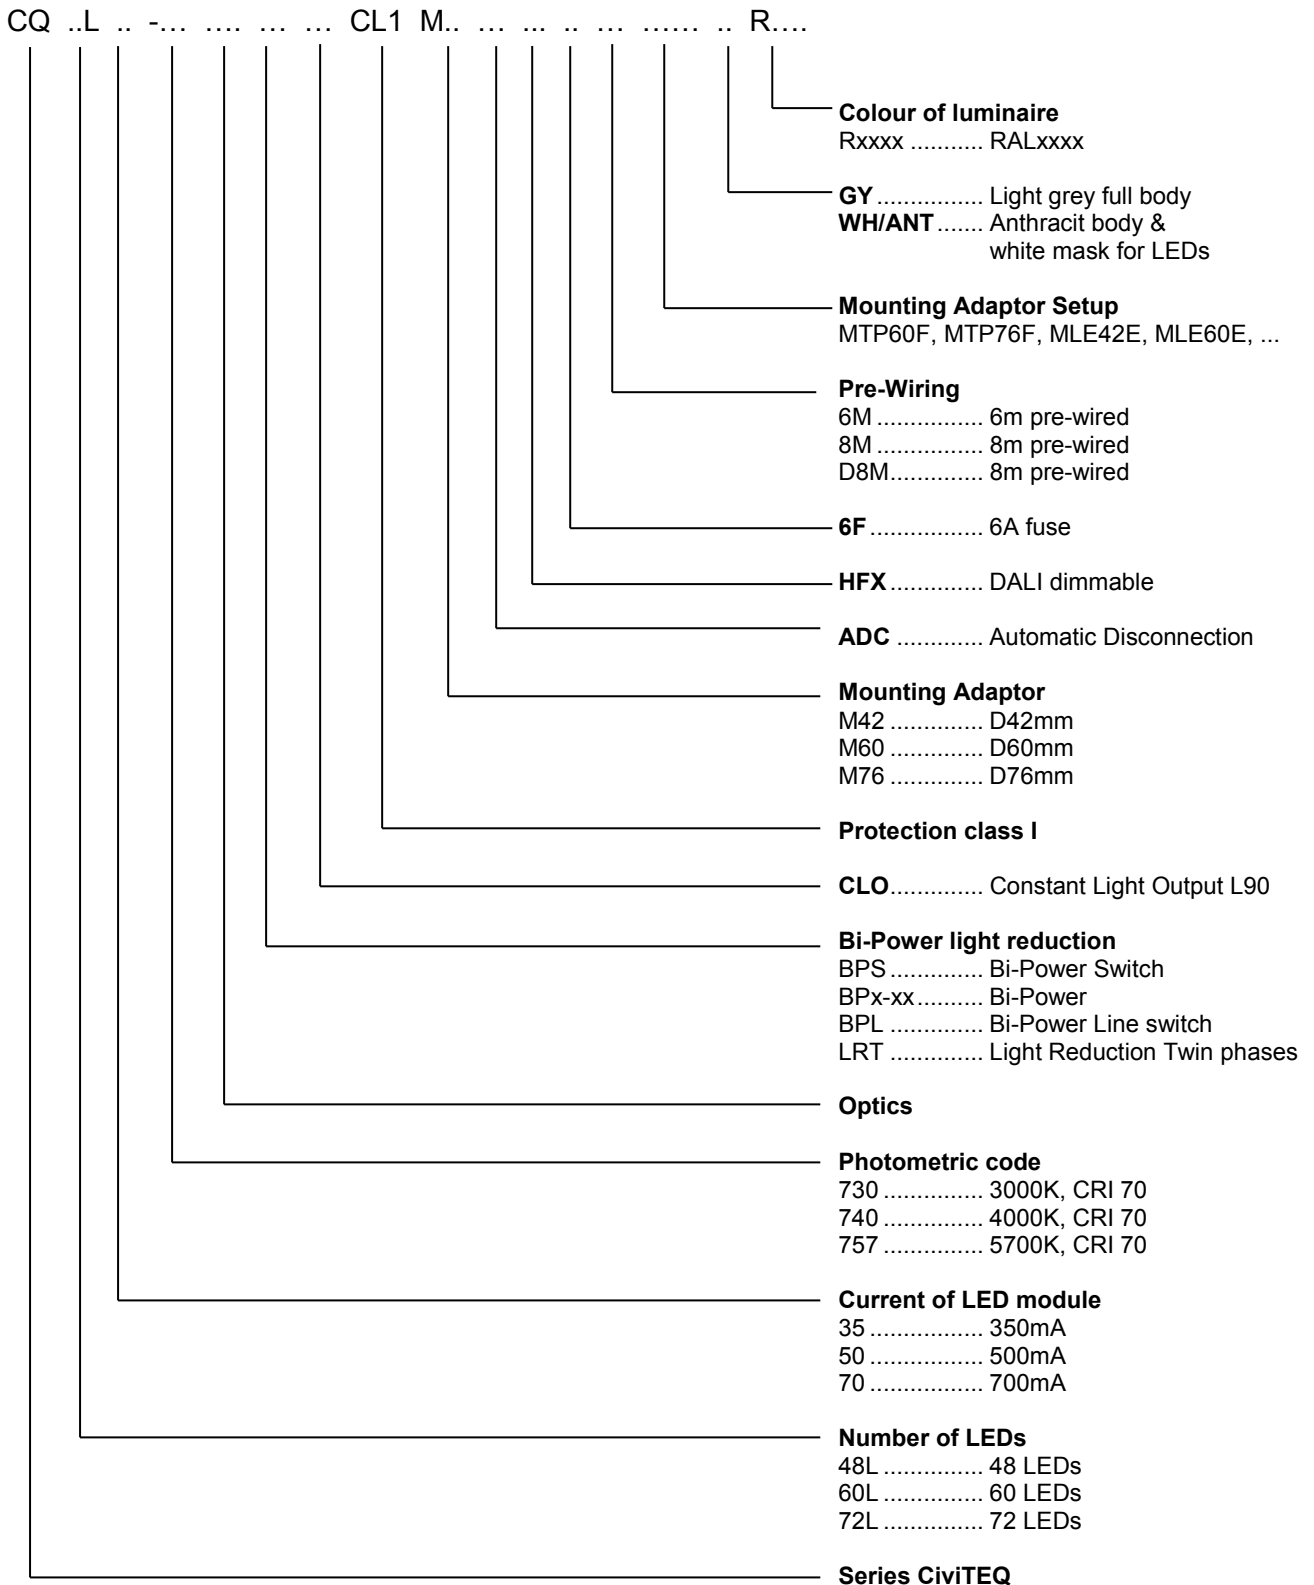 CQ ..L .. -... .... ... ... CL1 M.. ... ... .. ... ...... .. R....
Colour of luminaire
Rxxxx ........... RALxxxx
GY ................ Light grey full body
WH/ANT ....... Anthracit body &
white mask for LEDs
Mounting Adaptor Setup
MTP60F, MTP76F, MLE42E, MLE60E, ...
Pre-Wiring
6M ................ 6m pre-wired
8M ................ 8m pre-wired
D8M.............. 8m pre-wired
6F ................. 6A fuse
HFX .............. DALI dimmable
ADC ............. Automatic Disconnection
Mounting Adaptor
M42 .............. D42mm
M60 .............. D60mm
M76 .............. D76mm
Protection class I
CLO.............. Constant Light Output L90
Bi-Power light reduction
BPS .............. Bi-Power Switch
BPx-xx .......... Bi-Power
BPL .............. Bi-Power Line switch
LRT .............. Light Reduction Twin phases
Optics
Photometric code
730 ............... 3000K, CRI 70
740 ............... 4000K, CRI 70
757 ............... 5700K, CRI 70
Current of LED module
35 ................. 350mA
50 ................. 500mA
70 ................. 700mA
Number of LEDs
48L ............... 48 LEDs
60L ............... 60 LEDs
72L ............... 72 LEDs
Series CiviTEQ